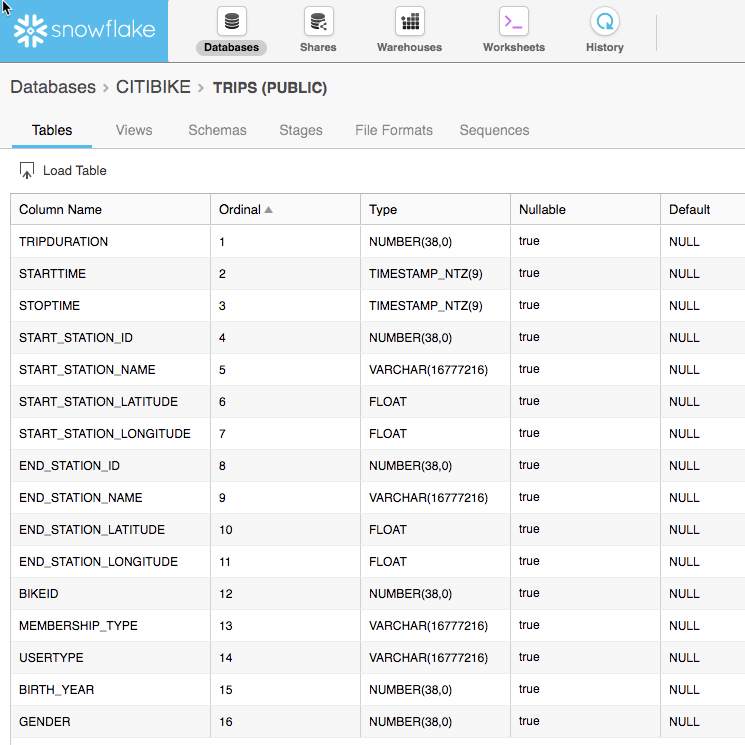 snowflake
Databases Shares Warehouses Worksheets History
Databases > CITIBIKE > TRIPS (PUBLIC)
Tables Views Schemas Stages File Formats Sequences
Load Table
Column Name Ordinal Type Nullable Default
TRIPDURATION 1 NUMBER(38,0) true NULL
STARTTIME 2 TIMESTAMP_NTZ(9) true NULL
STOPTIME 3 TIMESTAMP_NTZ(9) true NULL
START_STATION_ID 4 NUMBER(38,0) true NULL
START_STATION_NAME 5 VARCHAR(16777216) true NULL
START_STATION_LATITUDE 6 FLOAT true NULL
START_STATION_LONGITUDE 7 FLOAT true NULL
END_STATION_ID 8 NUMBER(38,0) true NULL
END_STATION_NAME 9 VARCHAR(16777216) true NULL
END_STATION_LATITUDE 10 FLOAT true NULL
END_STATION_LONGITUDE 11 FLOAT true NULL
BIKEID 12 NUMBER(38,0) true NULL
MEMBERSHIP_TYPE 13 VARCHAR(16777216) true NULL
USERTYPE 14 VARCHAR(16777216) true NULL
BIRTH_YEAR 15 NUMBER(38,0) true NULL
GENDER 16 NUMBER(38,0) true NULL